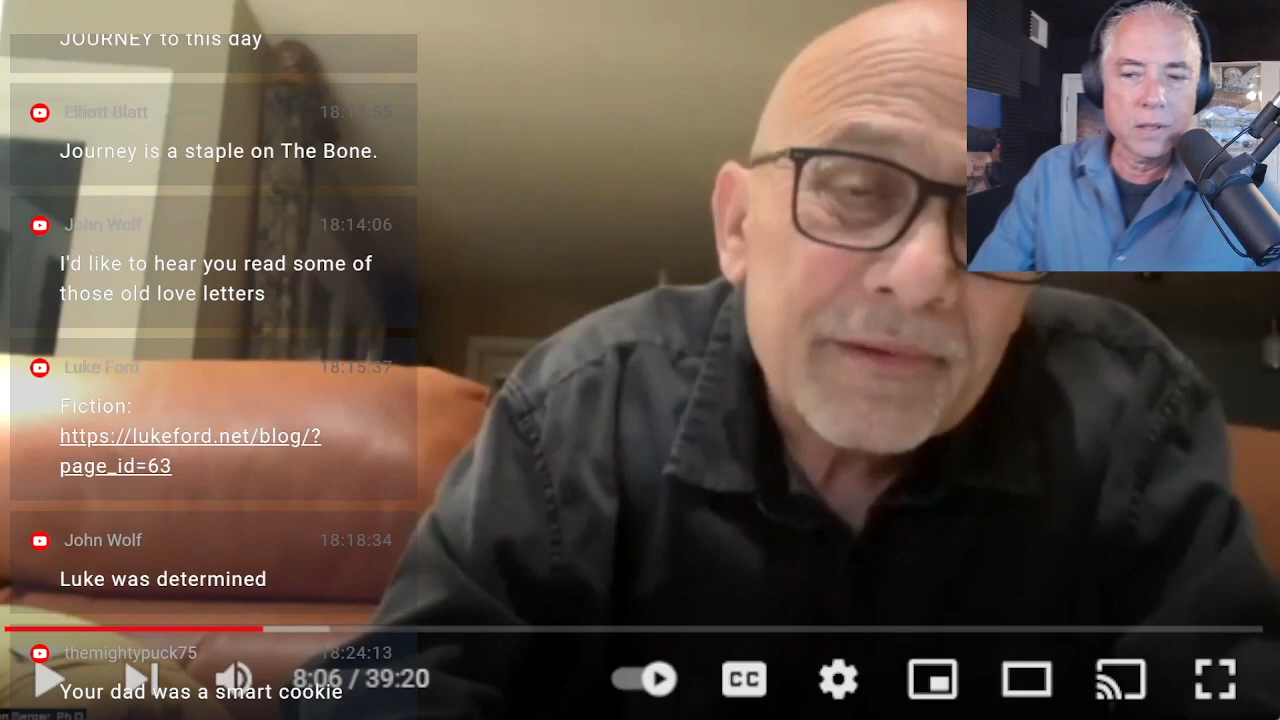 JOURNEY to this day
Elliott Blatt
Journey is a staple on The Bone.
John Wolf 18:14:06
I'd like to hear you read some of
those old love letters
Luke Ford 18:15:37
Fiction:
https://lukeford.net/blog/?
page_id=63
John Wolf 18:18:34
Luke was determined
themightypuck75 18:24:13
Your dad was a smart cookie
8:06 / 39:20
CC
Ph.D